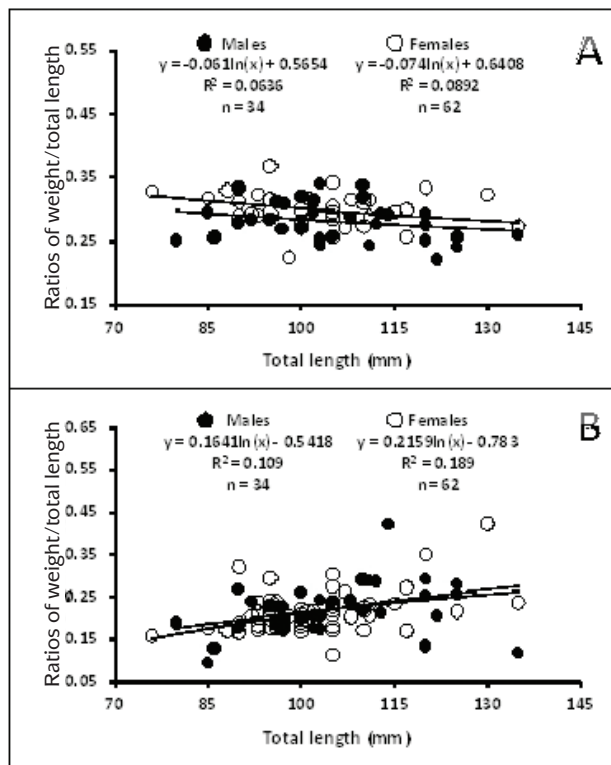 A
Males Females
y = -0.061ln(x) + 0.5654 y = -0.074ln(x) + 0.6408
R² = 0.0636 R² = 0.0892
n = 34 n = 62
Ratios of weight/total length
0.55
0.45
0.35
0.25
0.15
70 85 100 115 130 145
Total length (mm)
B
Males Females
y = 0.1641ln(x) - 0.5418 y = 0.2159ln(x) - 0.783
R² = 0.109 R² = 0.189
n = 34 n = 62
Ratios of weight/total length
0.65
0.55
0.45
0.35
0.25
0.15
0.05
70 85 100 115 130 145
Total length (mm)